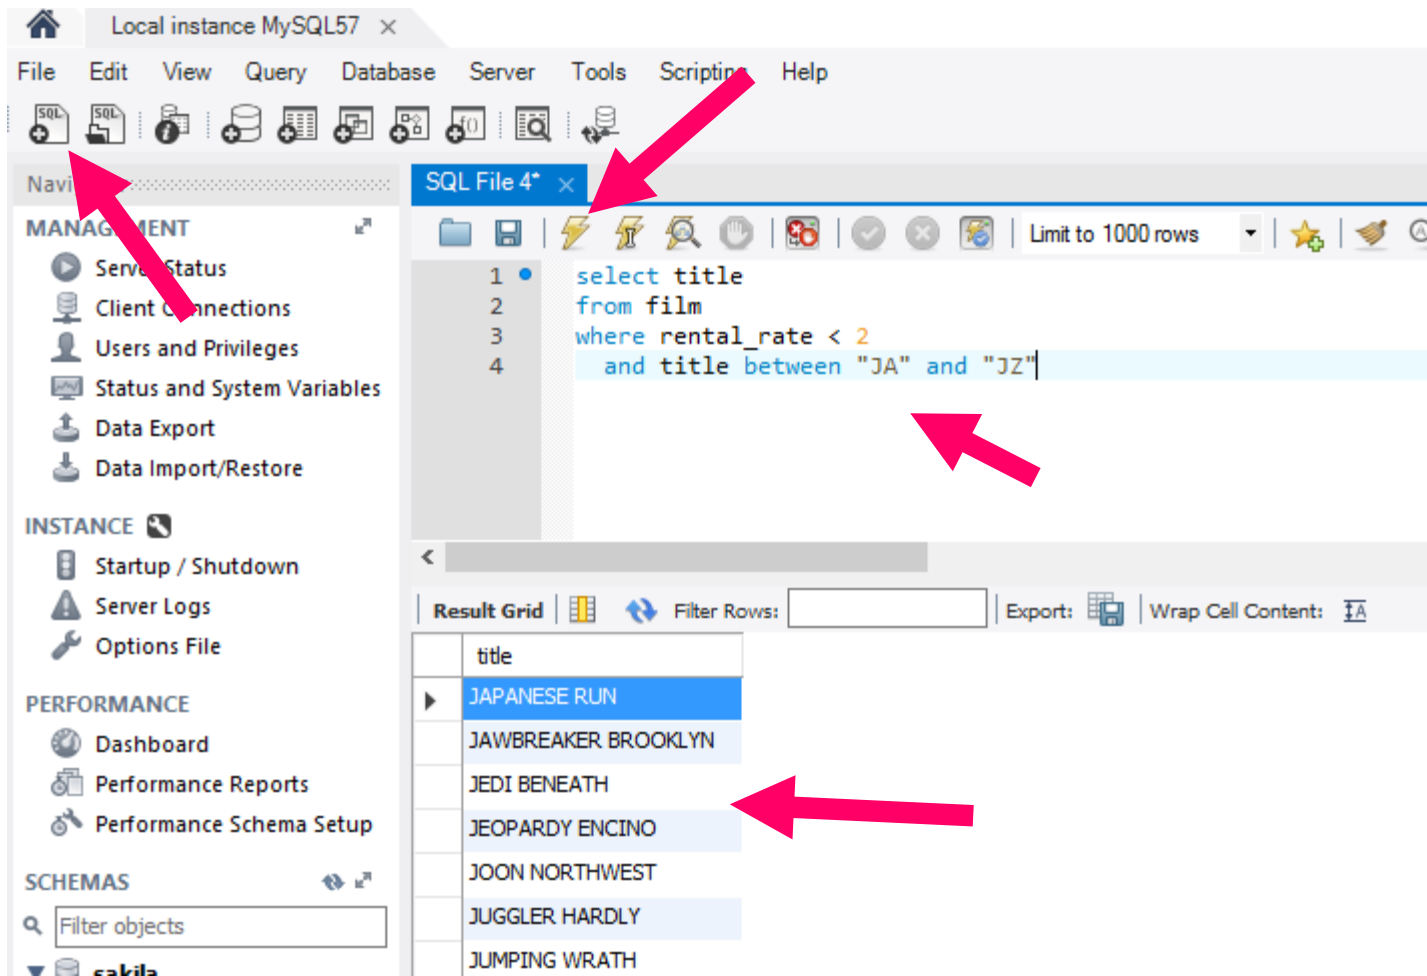 Local instance MySQL57
File Edit View Query Database Server Tools Scripting Help
SQL SQL
SQL File 4*
MANAGEMENT
Server Status
Client Connections
Users and Privileges
Status and System Variables
Data Export
Data Import/Restore
INSTANCE
Startup / Shutdown
Server Logs
Options File
PERFORMANCE
Dashboard
Performance Reports
Performance Schema Setup
SCHEMAS
Filter objects
sakila
Limit to 1000 rows
1 select title
2 from film
3 where rental_rate < 2
4 and title between "JA" and "JZ"
Result Grid Filter Rows: Export: Wrap Cell Content:
title
JAPANESE RUN
JAWBREAKER BROOKLYN
JEDI BENEATH
JEOPARDY ENCINO
JOON NORTHWEST
JUGGLER HARDLY
JUMPING WRATH